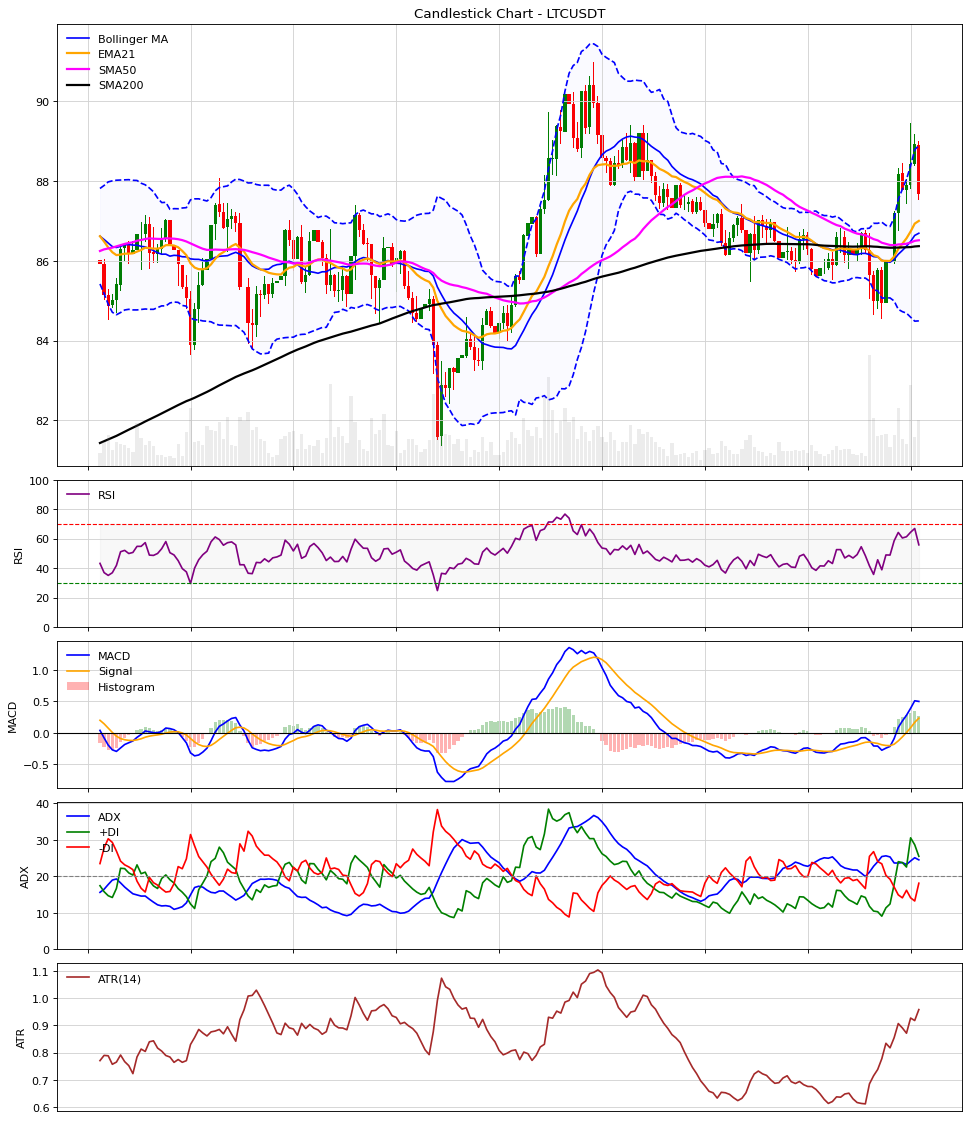 Candlestick Chart - LTCUSDT
Bollinger MA
EMA21
SMA50
SMA200
90
88
86
84
82
RSI
RSI
100
80
60
40
20
0
MACD
Signal
Histogram
MACD
1.0
0.5
0.0
−0.5
ADX
+DI
-DI
ADX
40
30
20
10
0
ATR(14)
ATR
1.1
1.0
0.9
0.8
0.7
0.6